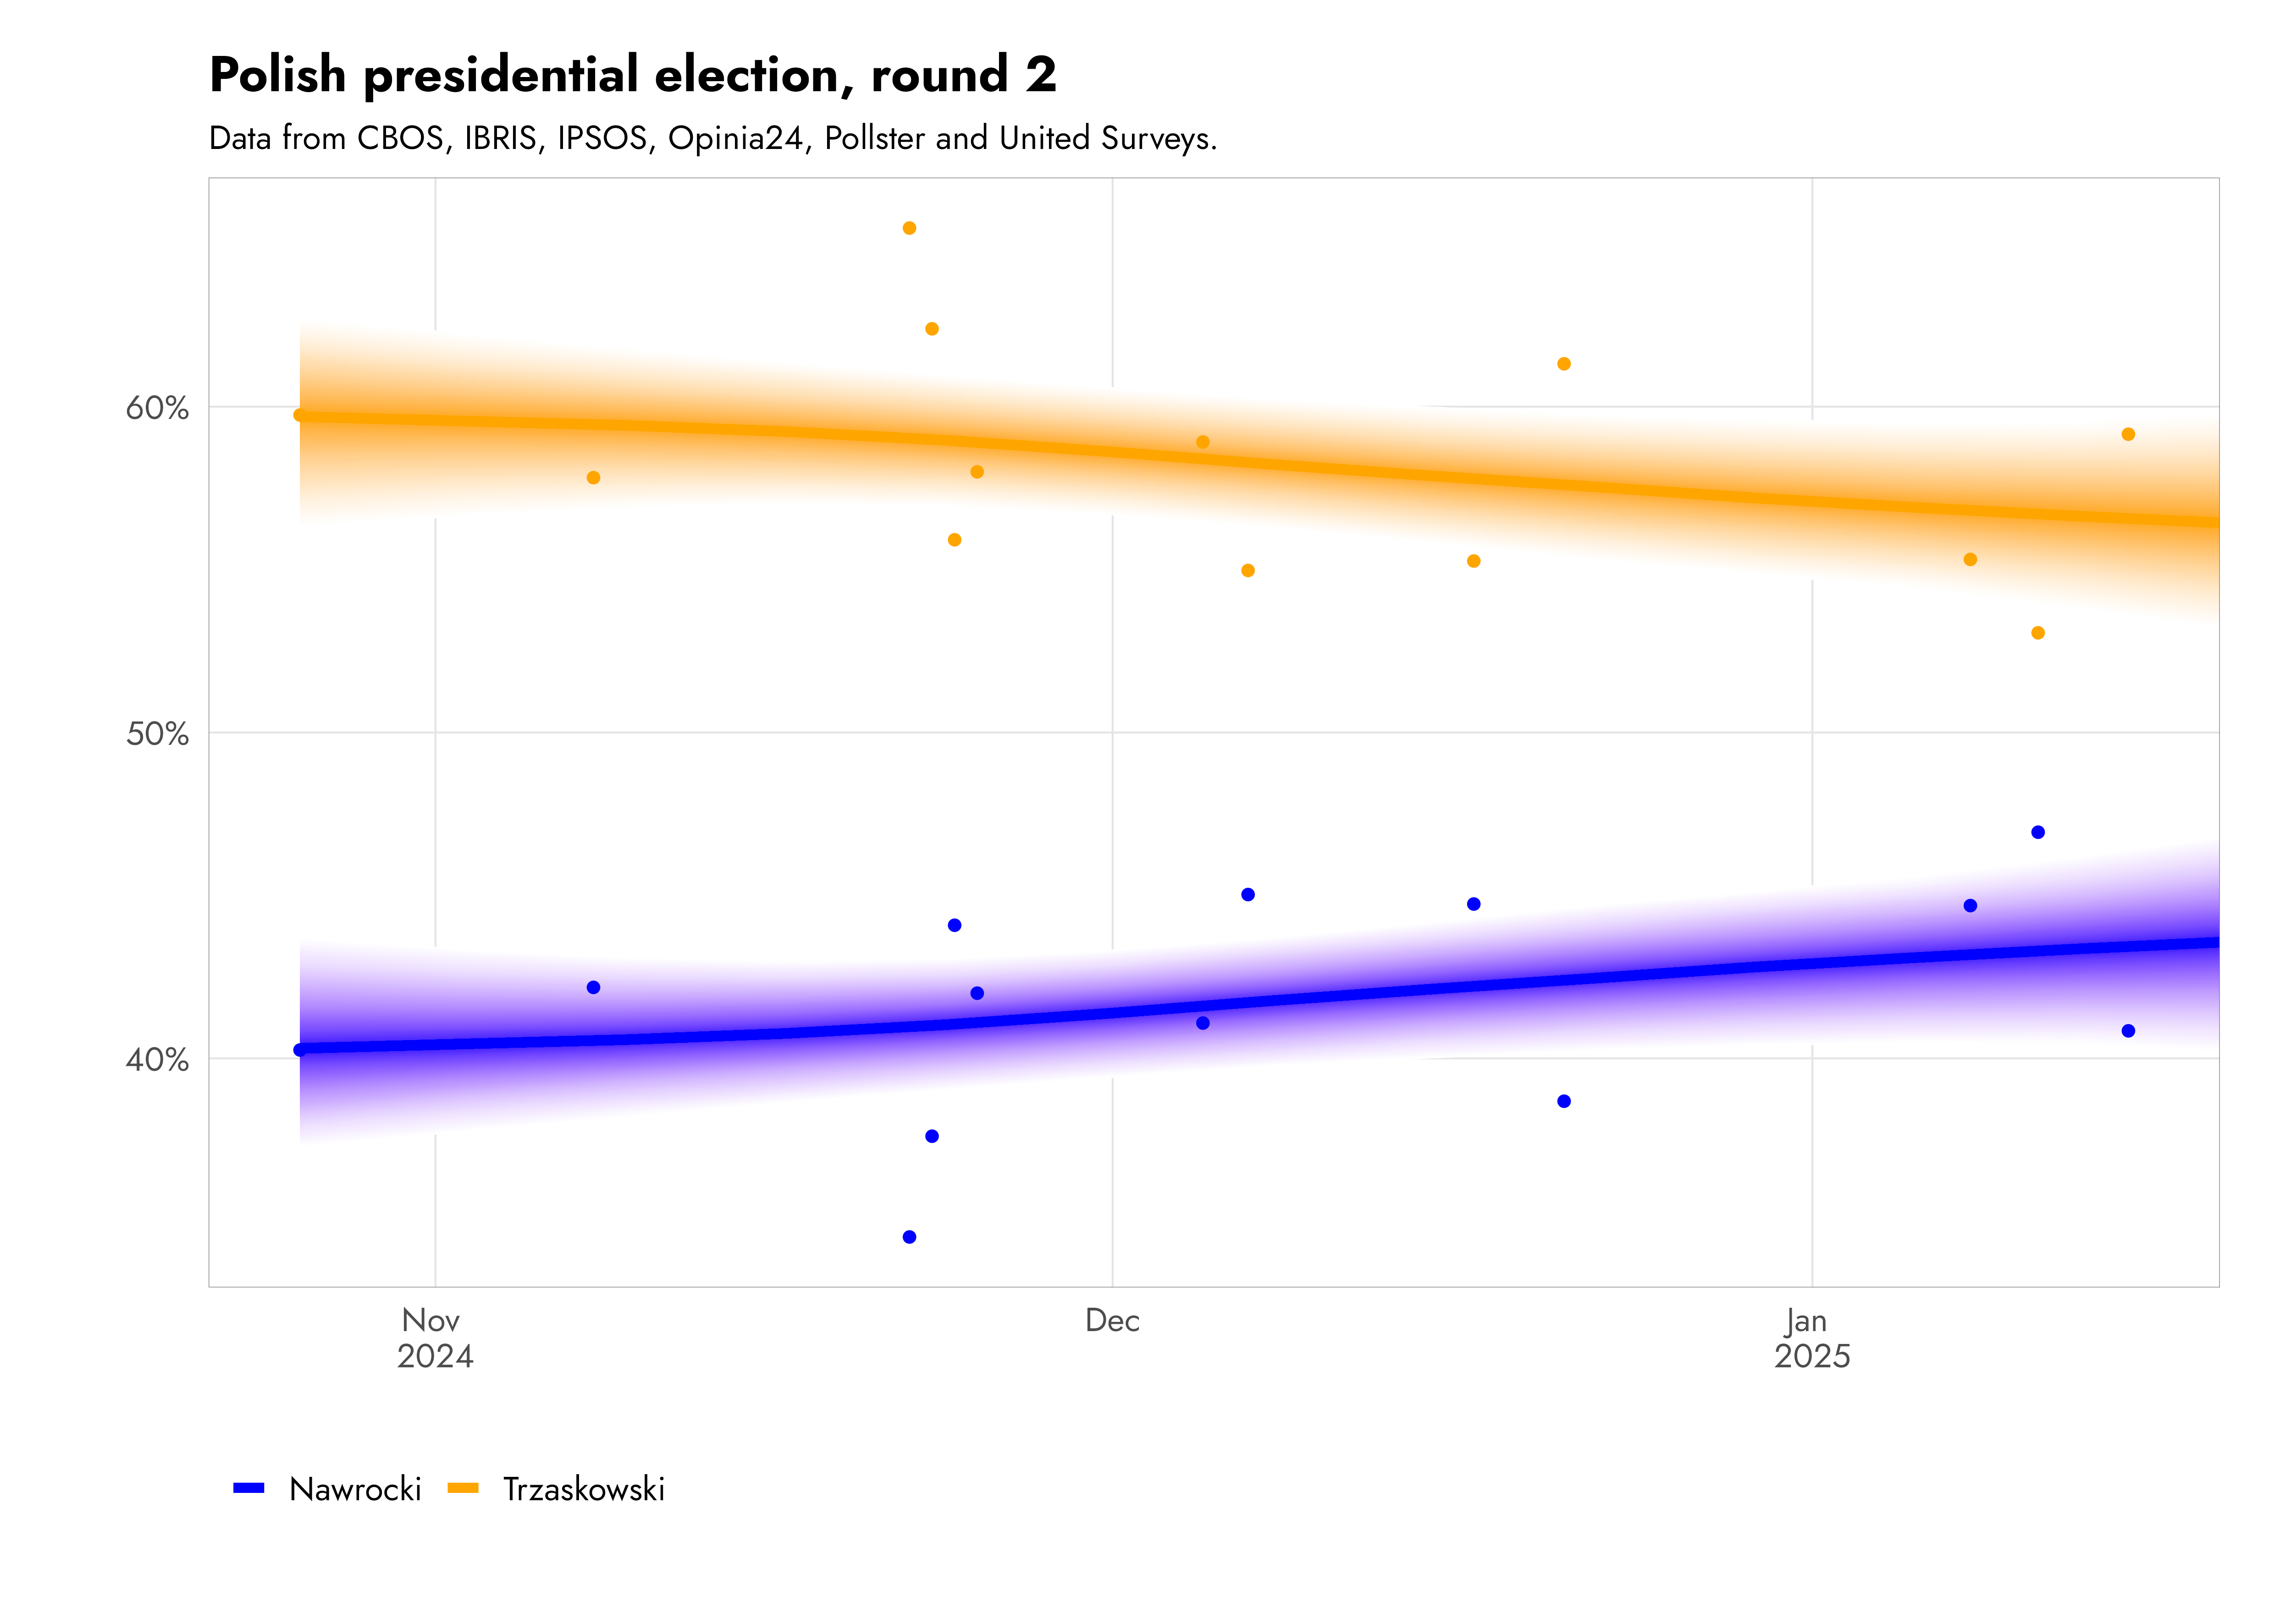 Polish presidential election, round 2
Data from CBOS, IBRIS, IPSOS, Opinia24, Pollster and United Surveys.
60%
50%
40%
Nov
2024
Dec
Jan
2025
Nawrocki
Trzaskowski